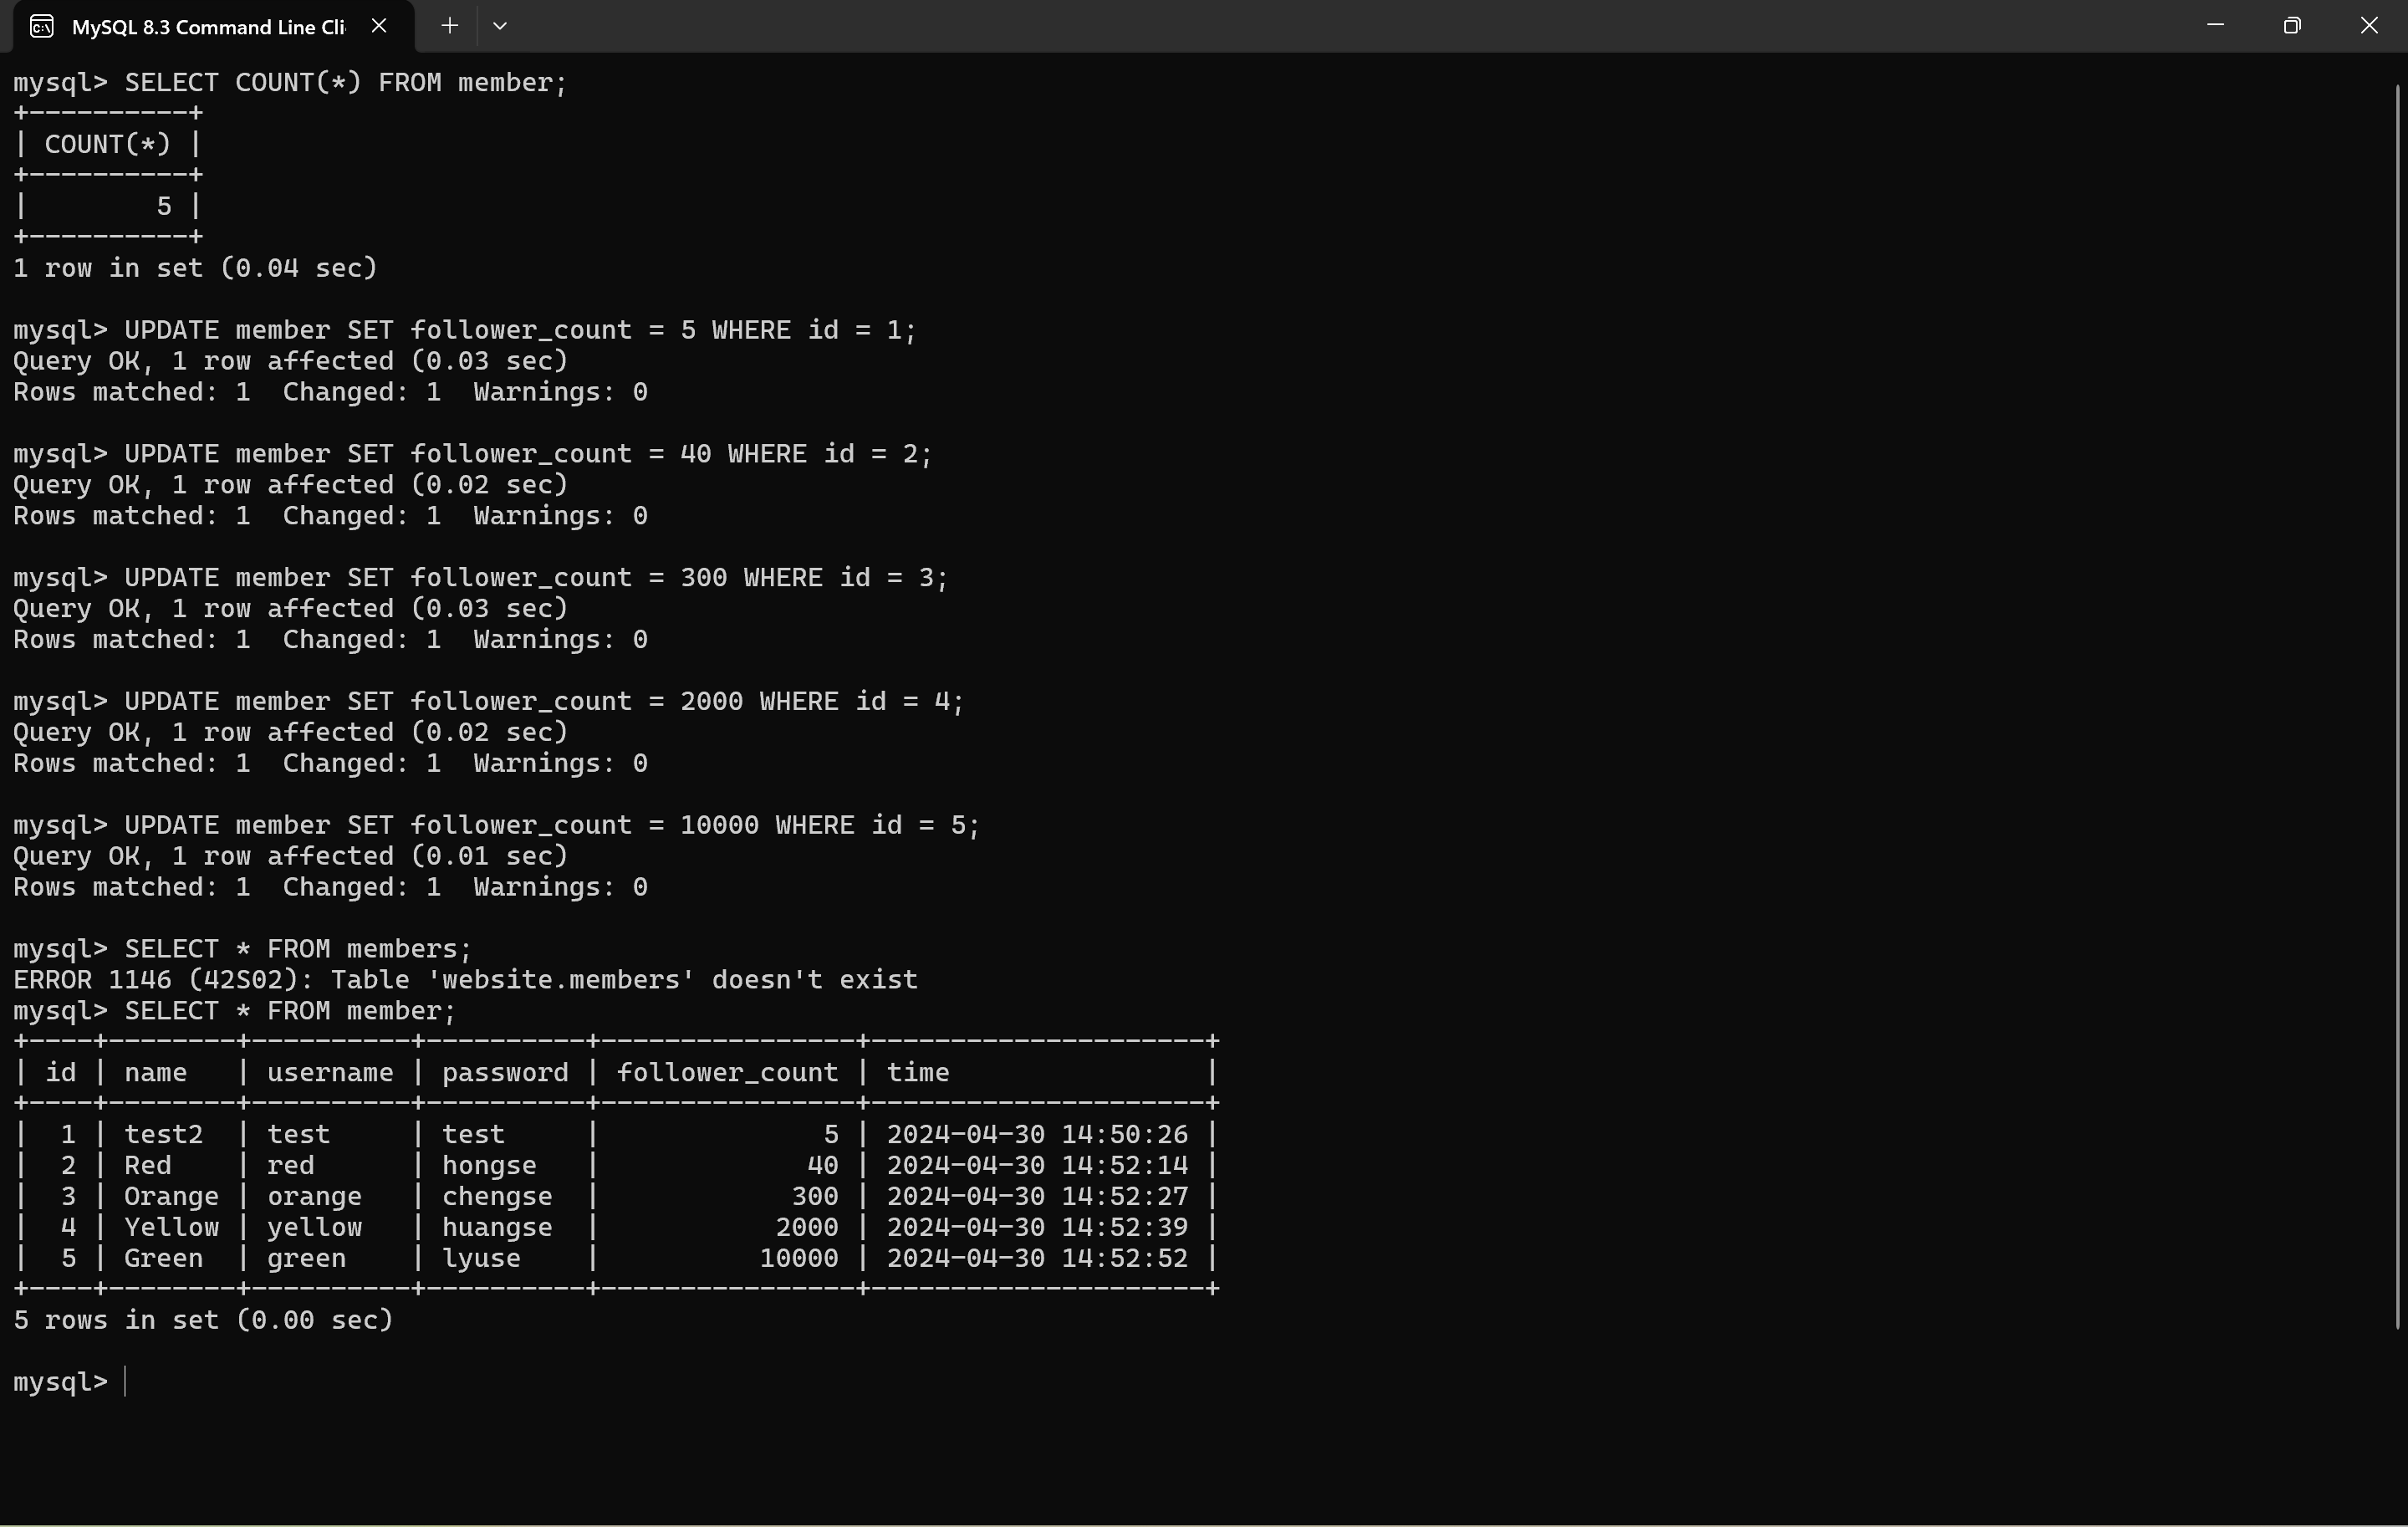 MySQL 8.3 Command Line Cli
mysql> SELECT COUNT(*) FROM member;
+----------+
| COUNT(*) |
+----------+
|        5 |
+----------+
1 row in set (0.04 sec)

mysql> UPDATE member SET follower_count = 5 WHERE id = 1;
Query OK, 1 row affected (0.03 sec)
Rows matched: 1  Changed: 1  Warnings: 0

mysql> UPDATE member SET follower_count = 40 WHERE id = 2;
Query OK, 1 row affected (0.02 sec)
Rows matched: 1  Changed: 1  Warnings: 0

mysql> UPDATE member SET follower_count = 300 WHERE id = 3;
Query OK, 1 row affected (0.03 sec)
Rows matched: 1  Changed: 1  Warnings: 0

mysql> UPDATE member SET follower_count = 2000 WHERE id = 4;
Query OK, 1 row affected (0.02 sec)
Rows matched: 1  Changed: 1  Warnings: 0

mysql> UPDATE member SET follower_count = 10000 WHERE id = 5;
Query OK, 1 row affected (0.01 sec)
Rows matched: 1  Changed: 1  Warnings: 0

mysql> SELECT * FROM members;
ERROR 1146 (42S02): Table 'website.members' doesn't exist
mysql> SELECT * FROM member;
+----+--------+----------+----------+----------------+---------------------+
| id | name   | username | password | follower_count | time                |
+----+--------+----------+----------+----------------+---------------------+
|  1 | test2  | test     | test     |              5 | 2024-04-30 14:50:26 |
|  2 | Red    | red      | hongse   |             40 | 2024-04-30 14:52:14 |
|  3 | Orange | orange   | chengse  |            300 | 2024-04-30 14:52:27 |
|  4 | Yellow | yellow   | huangse  |           2000 | 2024-04-30 14:52:39 |
|  5 | Green  | green    | lyuse    |          10000 | 2024-04-30 14:52:52 |
+----+--------+----------+----------+----------------+---------------------+
5 rows in set (0.00 sec)

mysql>